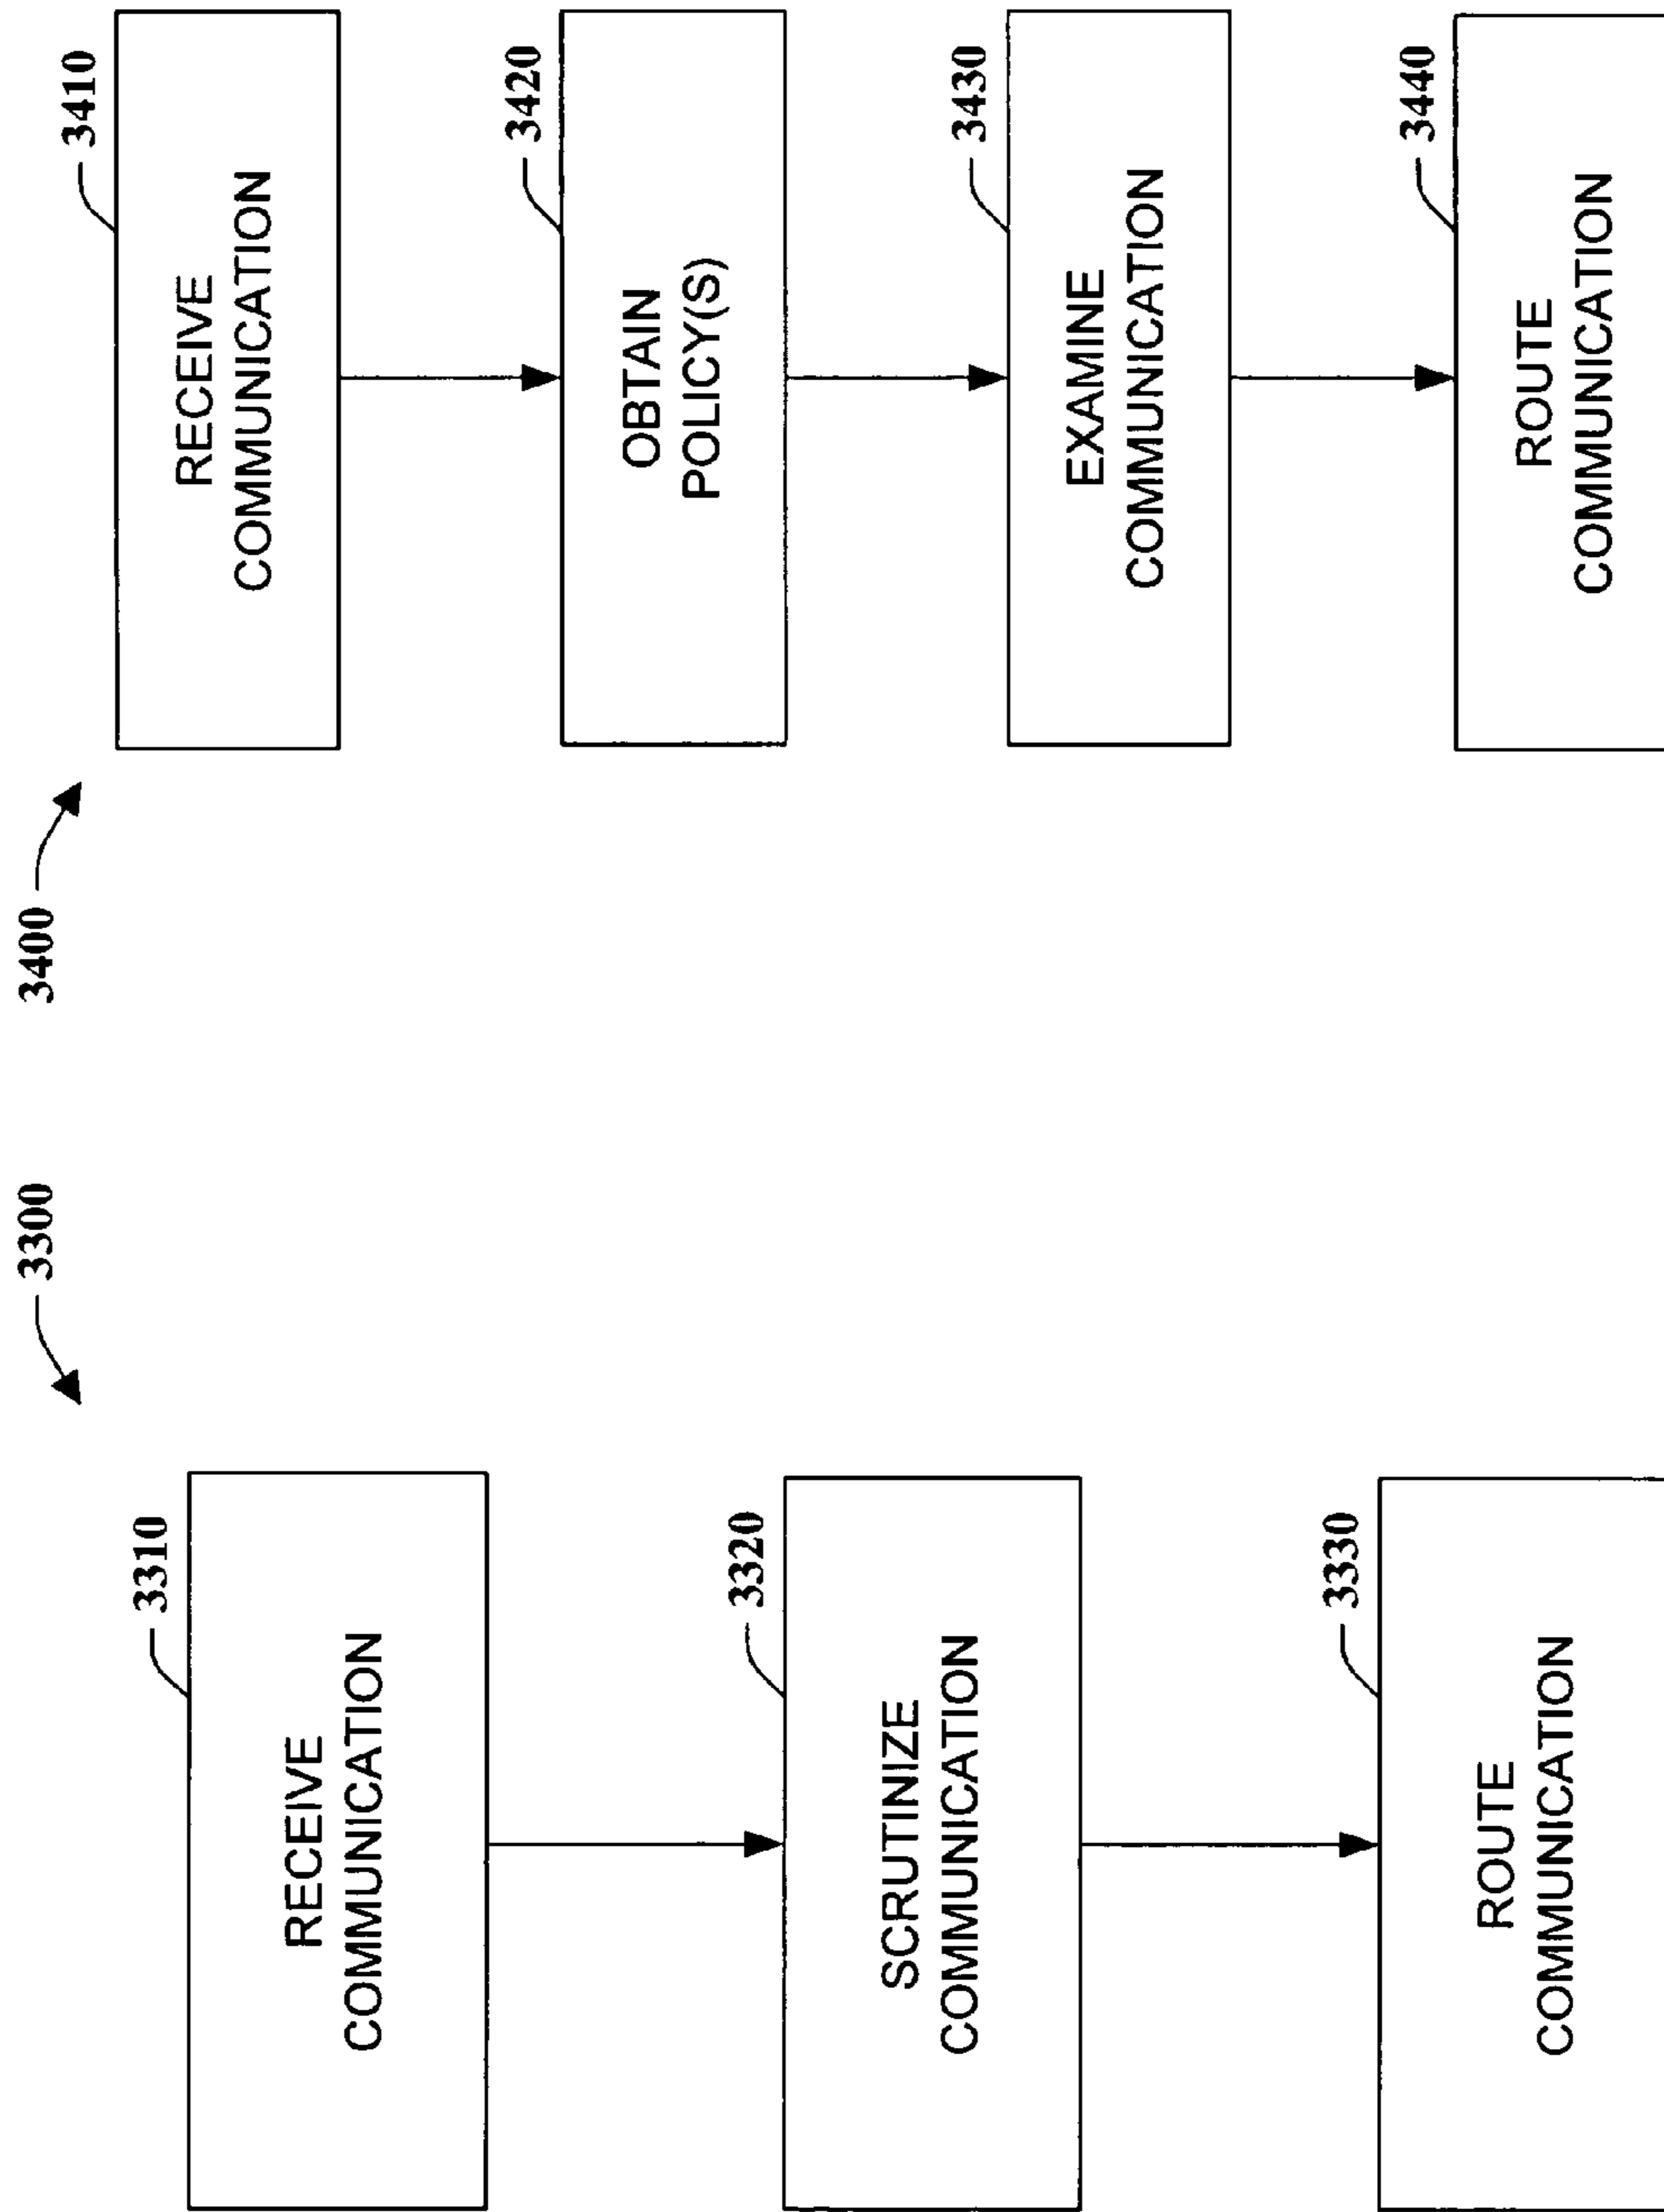 3300
3310
RECEIVE
COMMUNICATION
3320
SCRUTINIZE
COMMUNICATION
3330
ROUTE
COMMUNICATION
3400
3410
RECEIVE
COMMUNICATION
3420
OBTAIN
POLICY(S)
3430
EXAMINE
COMMUNICATION
3440
ROUTE
COMMUNICATION